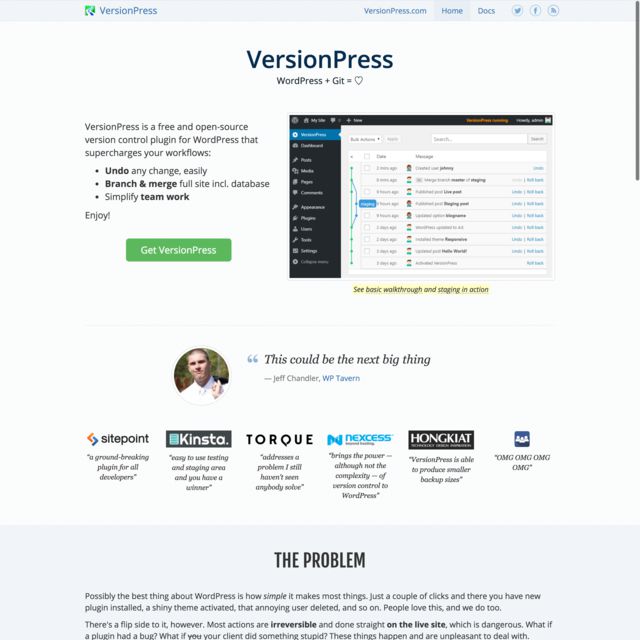 VersionPress
VersionPress.com
Home
Docs
VersionPress
WordPress + Git = ♡
VersionPress is a free and open-source
version control plugin for WordPress that
supercharges your workflows:
• Undo any change, easily
• Branch & merge full site incl. database
• Simplify team work
Enjoy!
Get VersionPress
My Site
0
+ New
VersionPress running
Howdy, admin
VersionPress
Dashboard
Posts
Media
Pages
Comments
Appearance
Plugins
Users
Tools
Settings
Collapse menu
Bulk Actions
Apply
Search...
Search
Date
Message
2 mins ago
Created user johnny
Undo
6 mins ago
Merge branch master of staging
Undo | Roll back
9 hours ago
Published post Live post
Undo | Roll back
staging
9 hours ago
Published post Staging post
Undo | Roll back
9 hours ago
Updated option blogname
Undo | Roll back
2 days ago
WordPress updated to 4.0
Undo | Roll back
2 days ago
Installed theme Responsive
Undo | Roll back
2 days ago
Updated post Hello World!
Undo | Roll back
3 days ago
Activated VersionPress
Roll back
See basic walkthrough and staging in action
“ This could be the next big thing
— Jeff Chandler, WP Tavern
sitepoint
"a ground-breaking
plugin for all
developers"
Kinsta.
"easy to use testing
and staging area
and you have a
winner"
TORQUE
"addresses a
problem I still
haven't seen
anybody solve"
NEXCESS
beyond hosting
"brings the power —
although not the
complexity — of
version control to
WordPress"
HONGKIAT
TECHNOLOGY DESIGN INSPIRATION
"VersionPress is able
to produce smaller
backup sizes"
"OMG OMG OMG
OMG"
THE PROBLEM
Possibly the best thing about WordPress is how simple it makes most things. Just a couple of clicks and there you have new
plugin installed, a shiny theme activated, that annoying user deleted, and so on. People love this, and we do too.
There's a flip side to it, however. Most actions are irreversible and done straight on the live site, which is dangerous. What if
a plugin had a bug? What if you your client did something stupid? These things happen and are unpleasant to deal with.